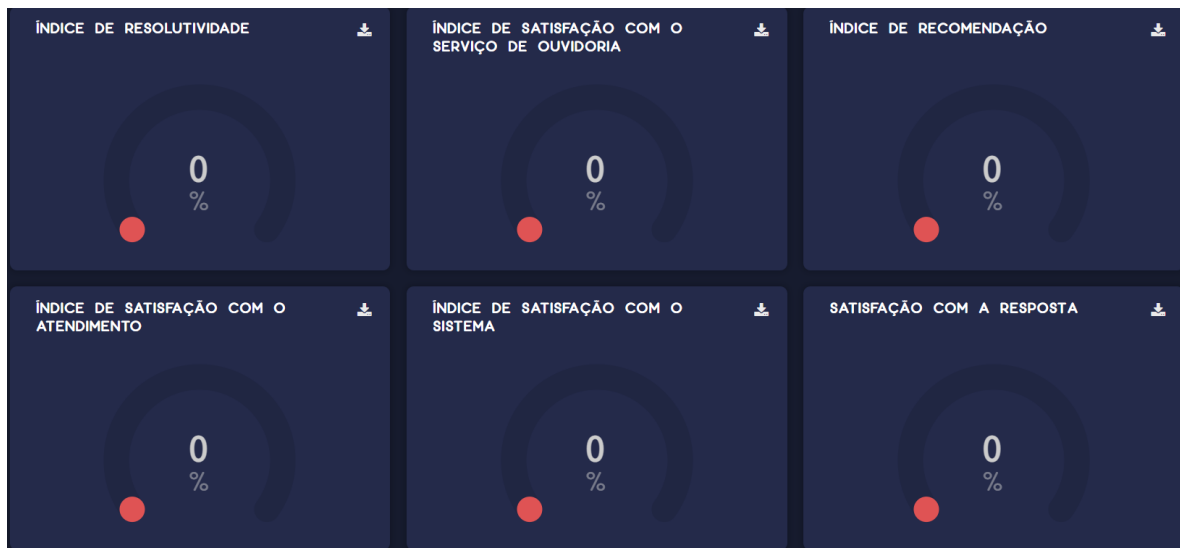 ÍNDICE DE RESOLUTIVIDADE
ÍNDICE DE SATISFAÇÃO COM O
SERVIÇO DE OUVIDORIA
ÍNDICE DE RECOMENDAÇÃO
0
%
0
%
0
%
ÍNDICE DE SATISFAÇÃO COM O
ATENDIMENTO
ÍNDICE DE SATISFAÇÃO COM O
SISTEMA
SATISFAÇÃO COM A RESPOSTA
0
%
0
%
0
%